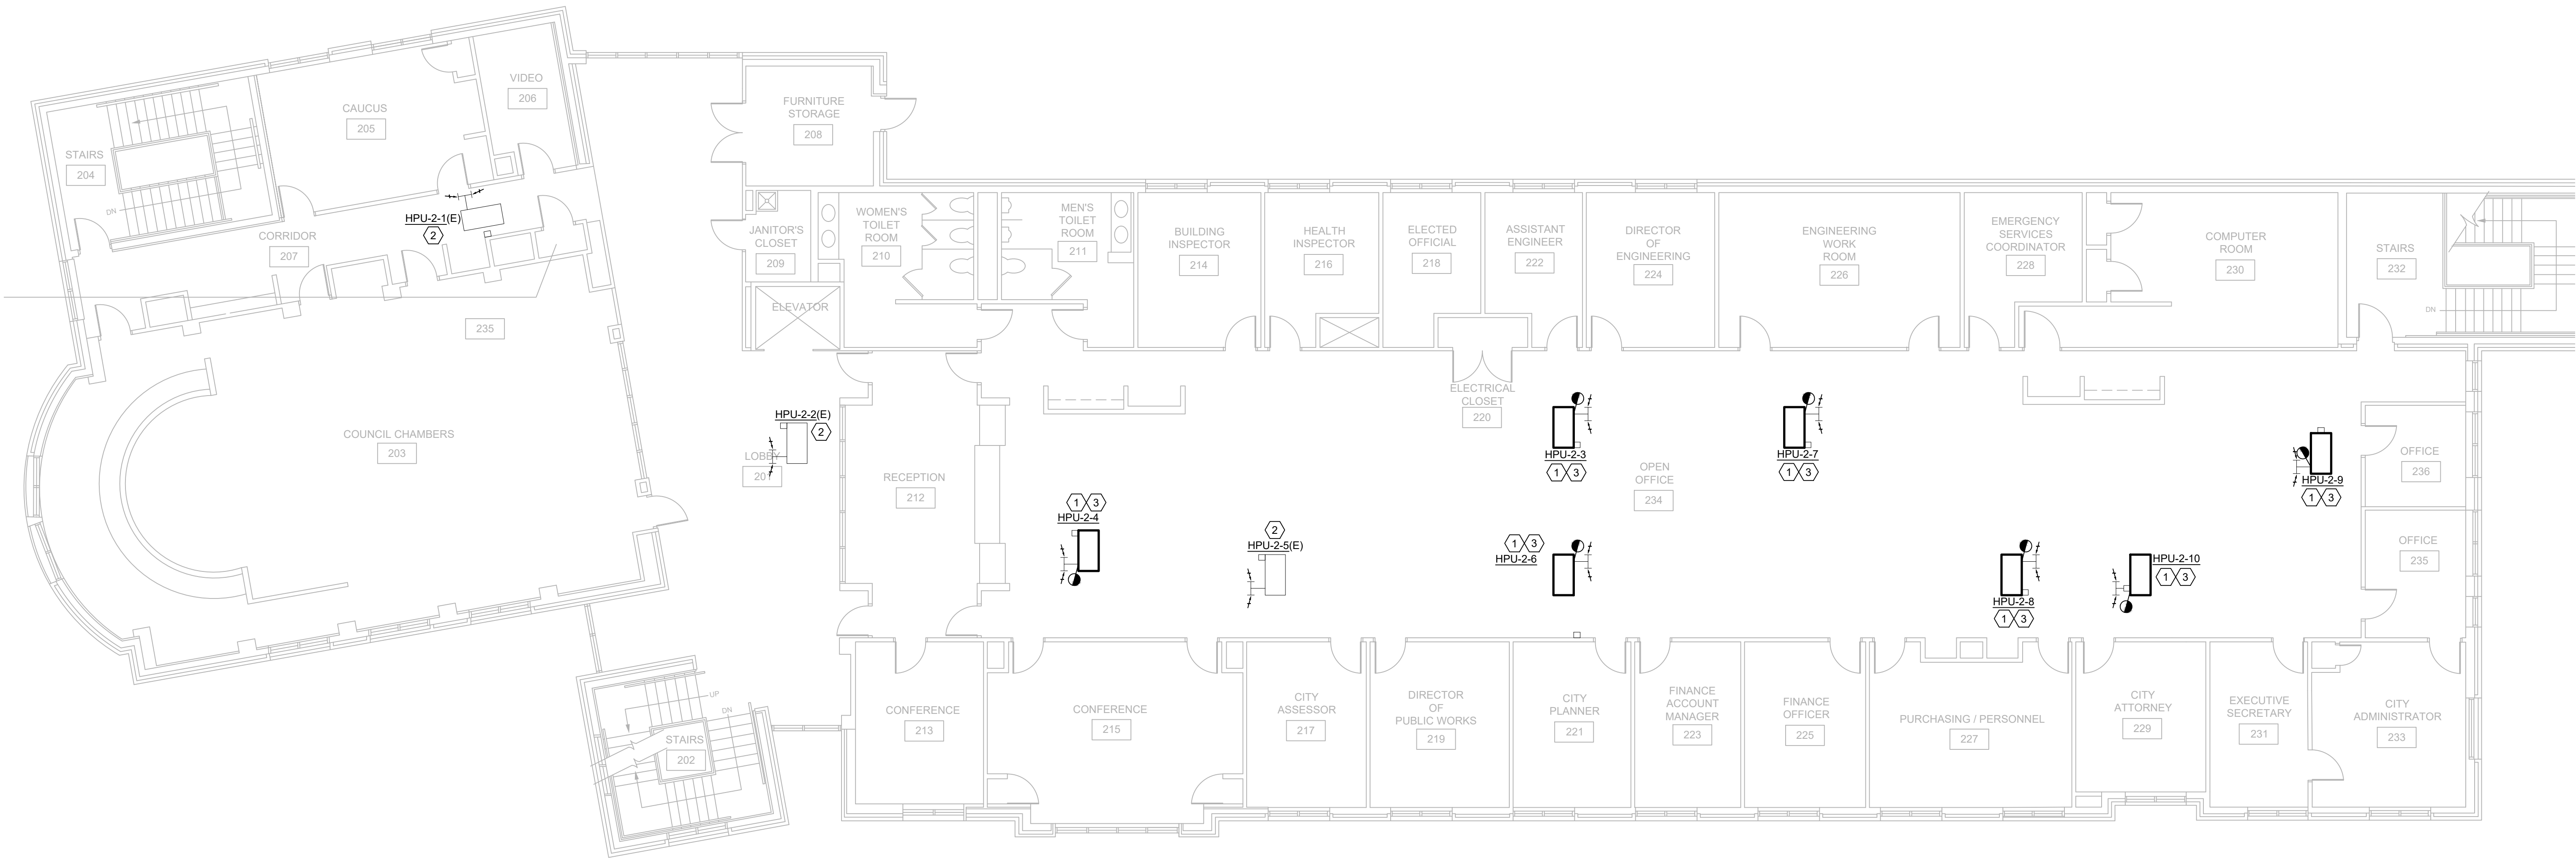 VIDEO
206
CAUCUS
205
STAIRS
204
DN
HPU-2-1(E)
2
CORRIDOR
207
235
COUNCIL CHAMBERS
203
FURNITURE
STORAGE
208
JANITOR'S
CLOSET
209
WOMEN'S
TOILET
ROOM
210
MEN'S
TOILET
ROOM
211
ELEVATOR
BUILDING
INSPECTOR
214
HEALTH
INSPECTOR
216
ELECTED
OFFICIAL
218
ASSISTANT
ENGINEER
222
DIRECTOR
OF
ENGINEERING
224
ENGINEERING
WORK
ROOM
226
EMERGENCY
SERVICES
COORDINATOR
228
COMPUTER
ROOM
230
STAIRS
232
DN
ELECTRICAL
CLOSET
220
HPU-2-2(E)
2
LOBBY
201
RECEPTION
212
1 3
HPU-2-4
2
HPU-2-5(E)
HPU-2-3
1 3
1 3
HPU-2-6
OPEN
OFFICE
234
HPU-2-7
1 3
HPU-2-8
1 3
HPU-2-10
1 3
HPU-2-9
1 3
OFFICE
236
OFFICE
235
UP
DN
STAIRS
202
CONFERENCE
213
CONFERENCE
215
CITY
ASSESSOR
217
DIRECTOR
OF
PUBLIC WORKS
219
CITY
PLANNER
221
FINANCE
ACCOUNT
MANAGER
223
FINANCE
OFFICER
225
PURCHASING / PERSONNEL
227
CITY
ATTORNEY
229
EXECUTIVE
SECRETARY
231
CITY
ADMINISTRATOR
233